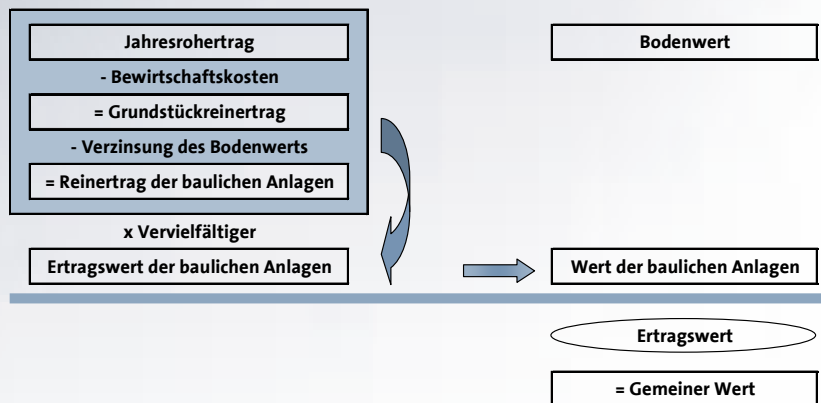 Jahresrohertrag
- Bewirtschaftskosten
= Grundstückreinertrag
- Verzinsung des Bodenwerts
= Reinertrag der baulichen Anlagen
x Vervielfältiger
Ertragswert der baulichen Anlagen
Bodenwert
Wert der baulichen Anlagen
Ertragswert
= Gemeiner Wert